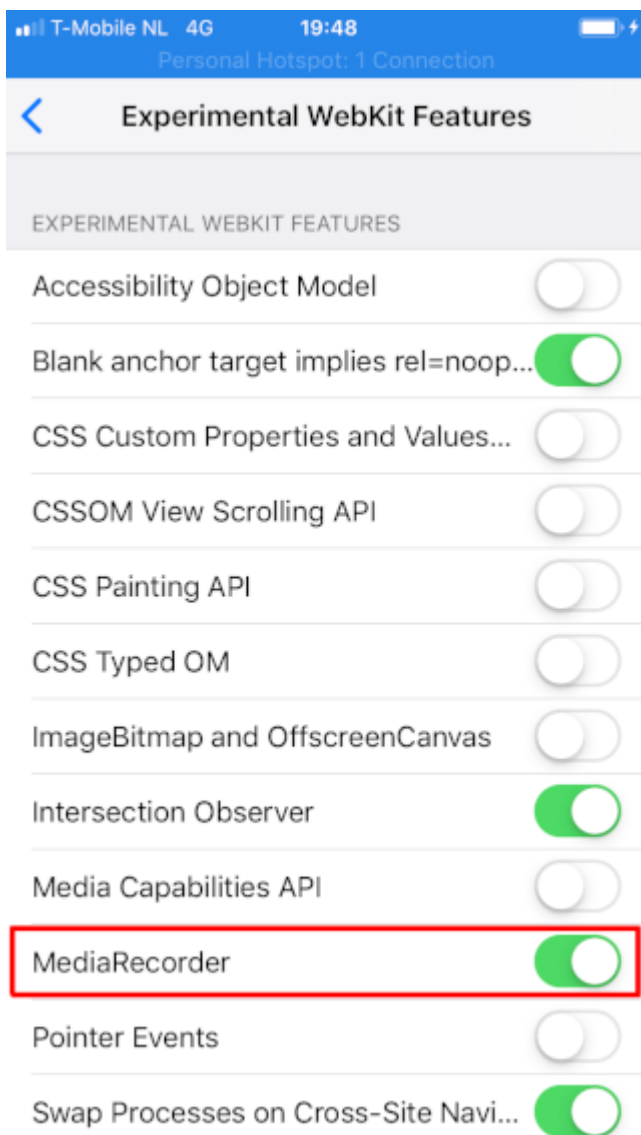 T-Mobile NL 4G 19:48
Personal Hotspot: 1 Connection
Experimental WebKit Features
EXPERIMENTAL WEBKIT FEATURES
Accessibility Object Model
Blank anchor target implies rel=noop...
CSS Custom Properties and Values...
CSSOM View Scrolling API
CSS Painting API
CSS Typed OM
ImageBitmap and OffscreenCanvas
Intersection Observer
Media Capabilities API
MediaRecorder
Pointer Events
Swap Processes on Cross-Site Navi...